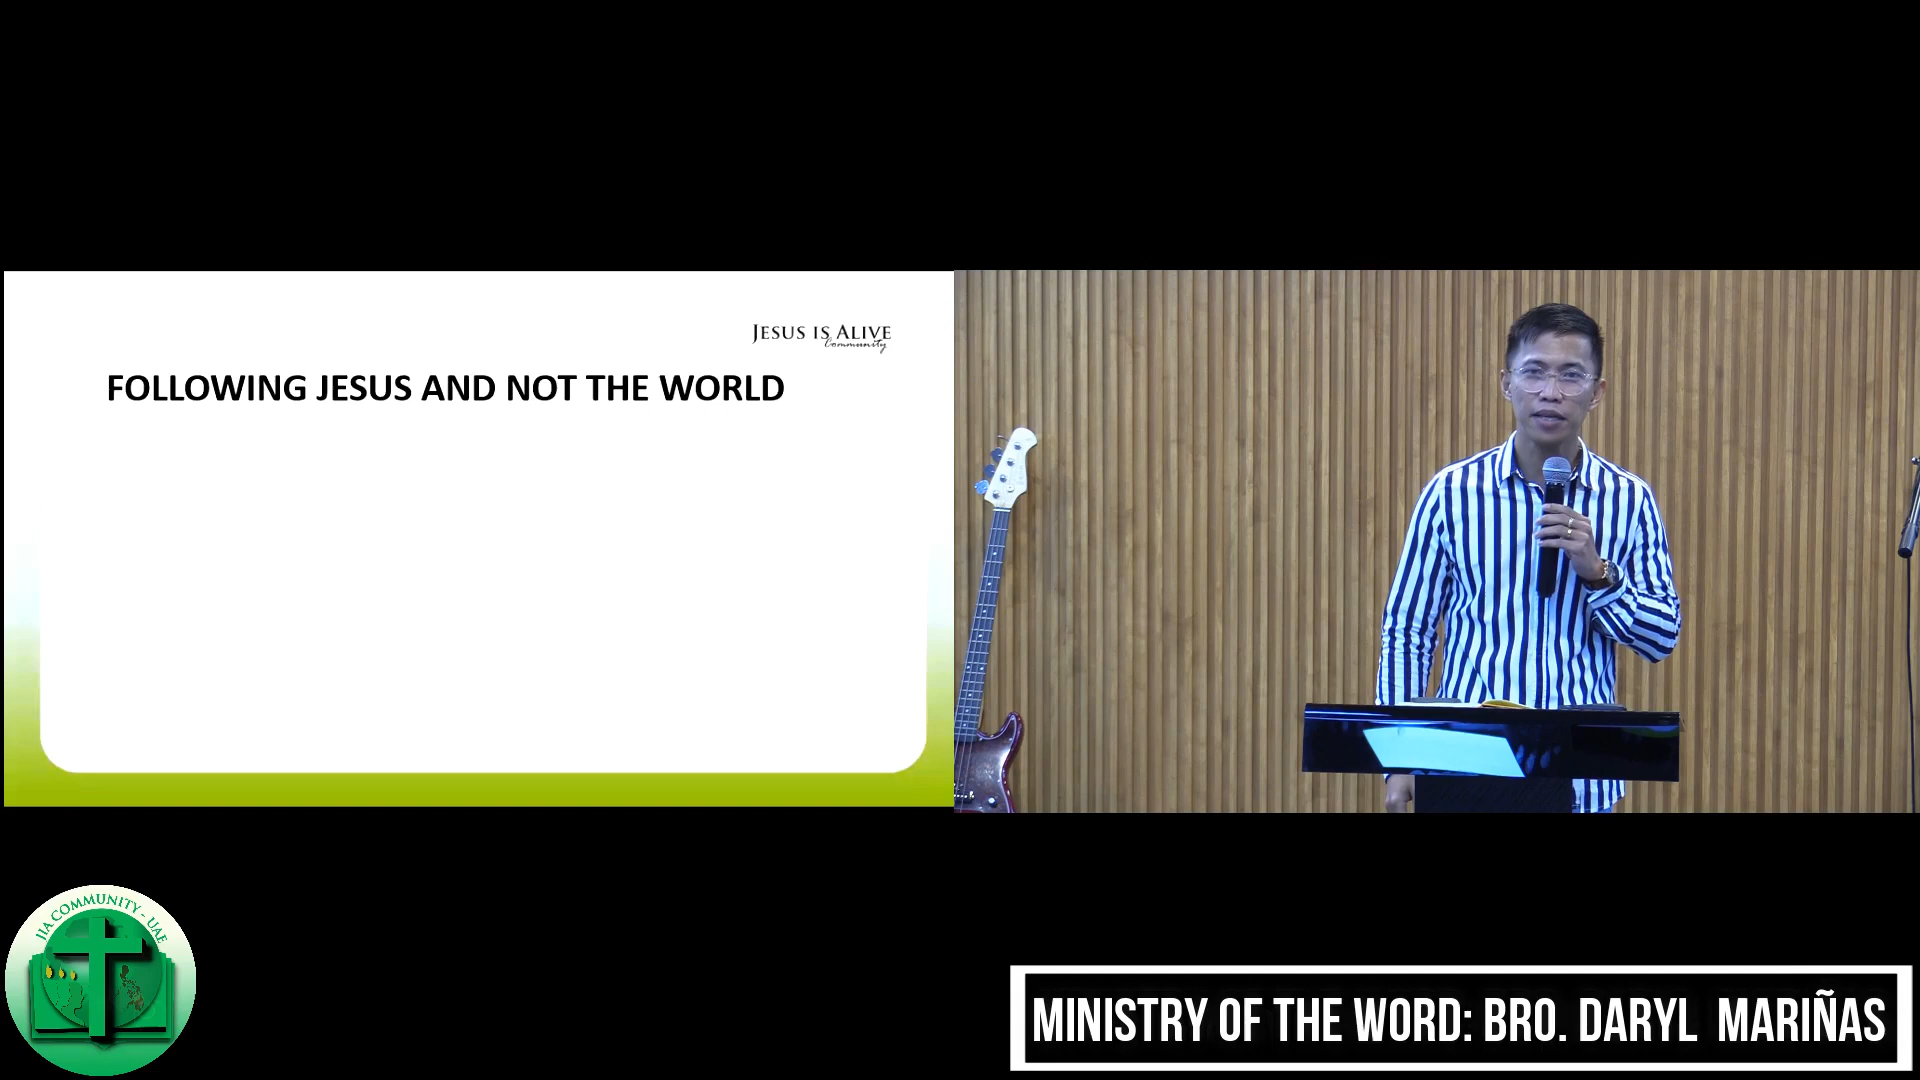 JESUS IS ALIVE
Community
FOLLOWING JESUS AND NOT THE WORLD
JIA COMMUNITY - UAE
MINISTRY OF THE WORD: BRO. DARYL MARIÑAS